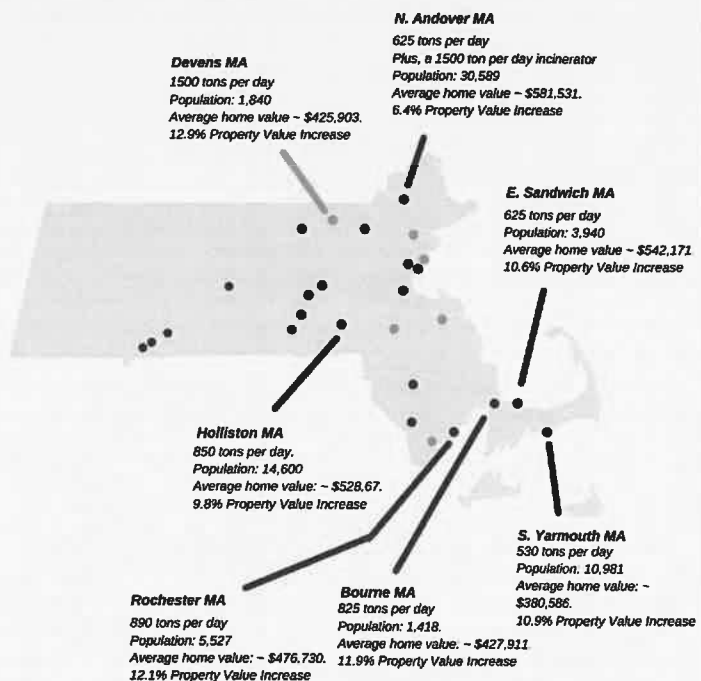 N. Andover MA
625 tons per day
Plus, a 1500 ton per day incinerator
Population: 30,589
Average home value ~ $581,531.
6.4% Property Value Increase
Devens MA
1500 tons per day
Population: 1,840
Average home value ~ $425,903.
12.9% Property Value Increase
E. Sandwich MA
625 tons per day
Population: 3,940
Average home value ~ $542,171
10.6% Property Value Increase
Holliston MA
850 tons per day.
Population: 14,600
Average home value: ~ $528,67.
9.8% Property Value Increase
S. Yarmouth MA
530 tons per day
Population: 10,981
Average home value: ~
$380,586.
10.9% Property Value Increase
Rochester MA
890 tons per day
Population: 5,527
Average home value: ~ $476.730.
12.1% Property Value Increase
Bourne MA
825 tons per day
Population: 1,418.
Average home value. ~ $427,911
11.9% Property Value Increase